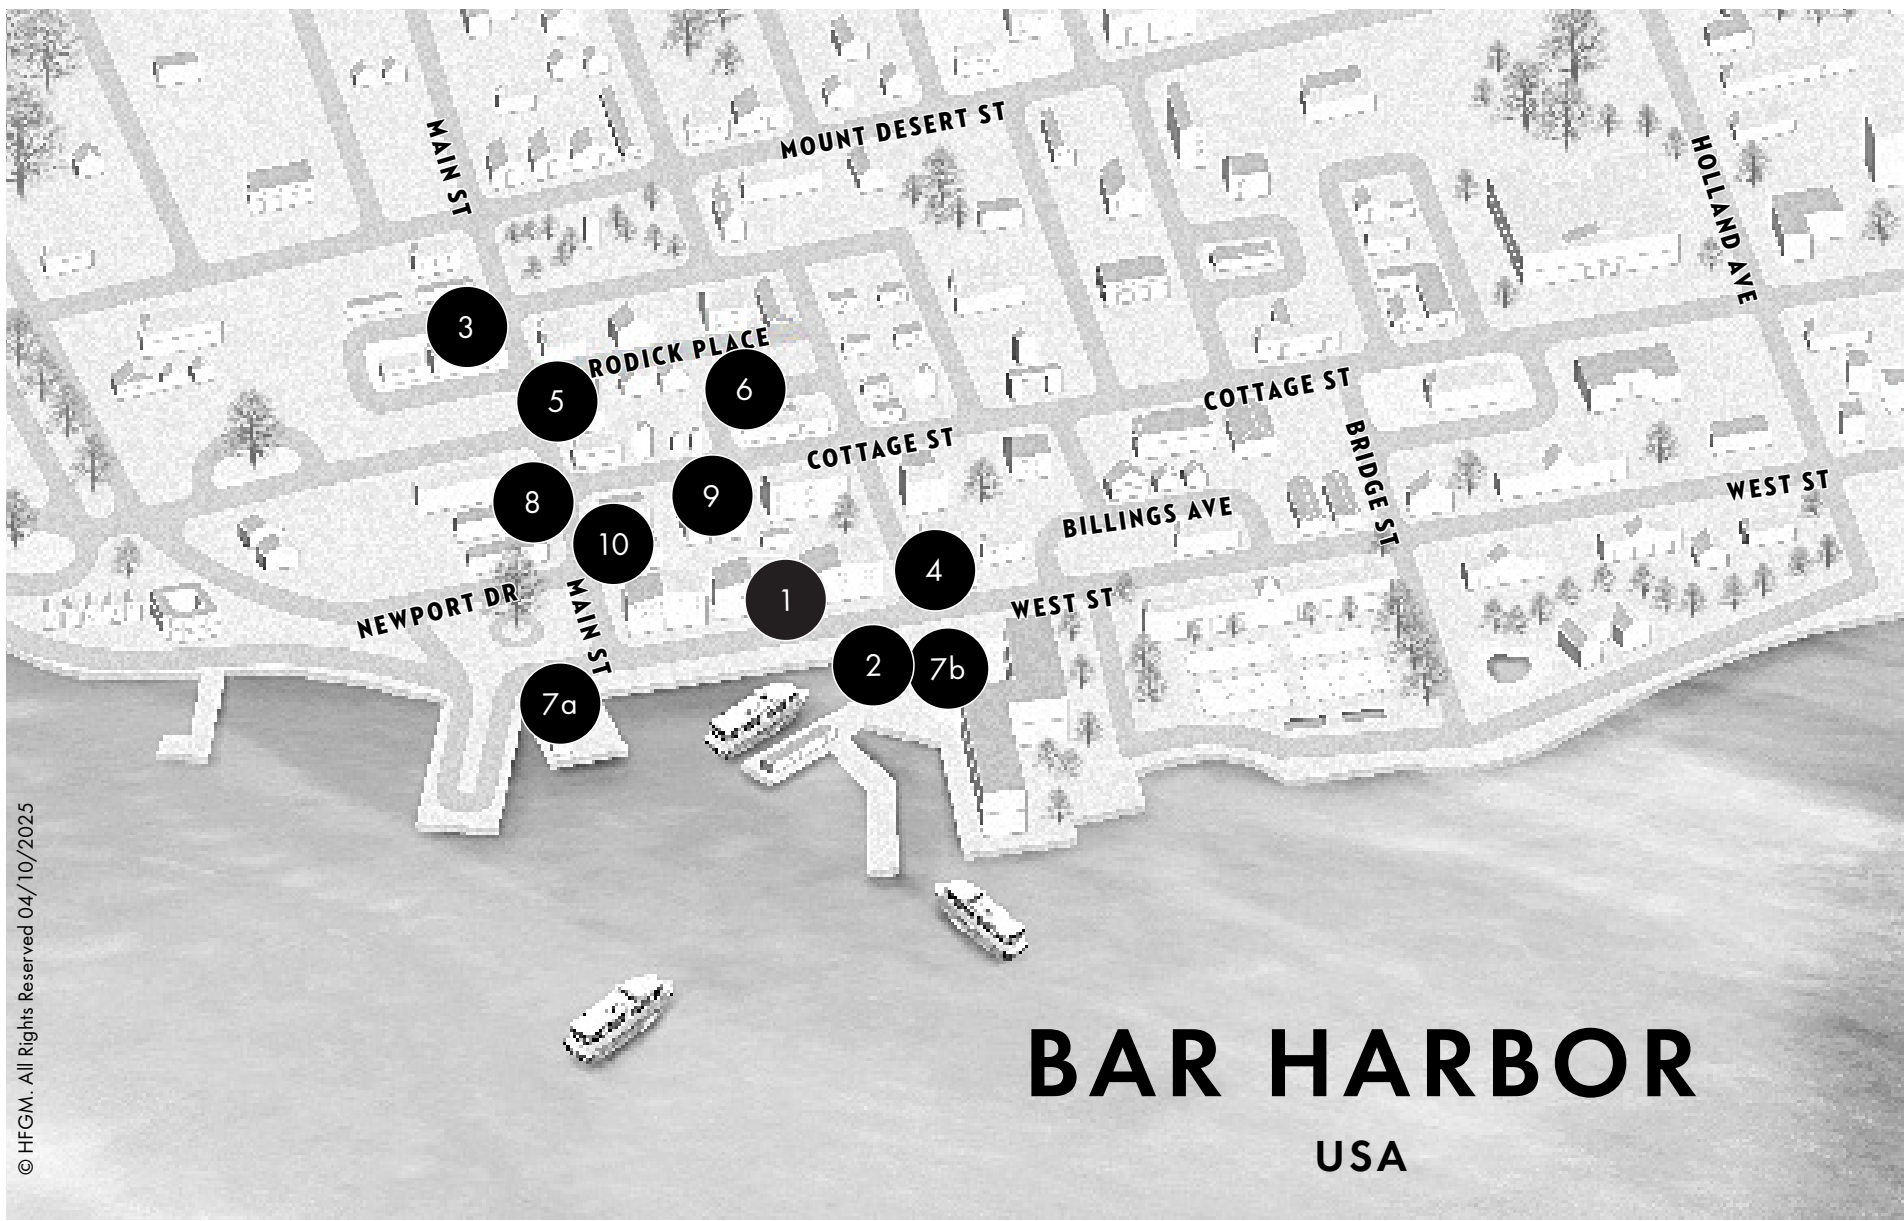 MOUNT DESERT ST
MAIN ST
HOLLAND AVE
3
RODICK PLACE
5
6
COTTAGE ST
COTTAGE ST
BRIDGE ST
8
9
10
BILLINGS AVE
WEST ST
NEWPORT DR
MAIN ST
1
4
WEST ST
2
7b
7a
© HFGM. All Rights Reserved 04/10/2025
BAR HARBOR
USA